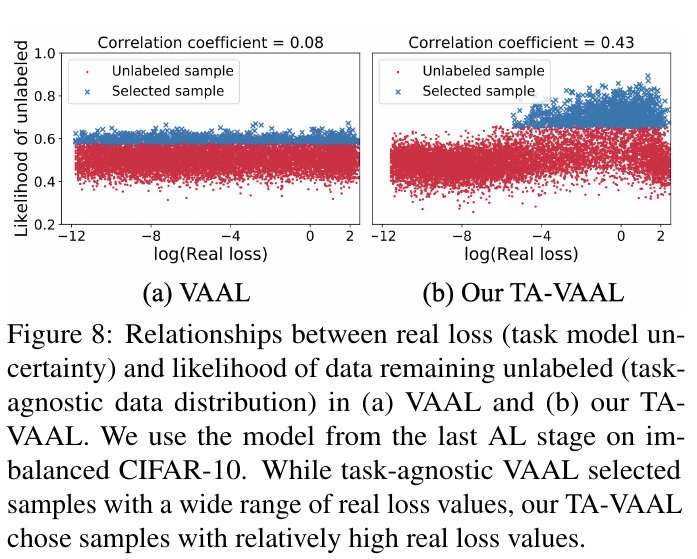 Correlation coefficient = 0.08
Likelihood of unlabeled
1.0
0.8
0.6
0.4
0.2
Unlabeled sample
Selected sample
−12
−8
−4
0
2
log(Real loss)
(a) VAAL
Correlation coefficient = 0.43
Unlabeled sample
Selected sample
−12
−8
−4
0
2
log(Real loss)
(b) Our TA-VAAL
Figure 8: Relationships between real loss (task model un-
certainty) and likelihood of data remaining unlabeled (task-
agnostic data distribution) in (a) VAAL and (b) our TA-
VAAL. We use the model from the last AL stage on im-
balanced CIFAR-10. While task-agnostic VAAL selected
samples with a wide range of real loss values, our TA-VAAL
chose samples with relatively high real loss values.